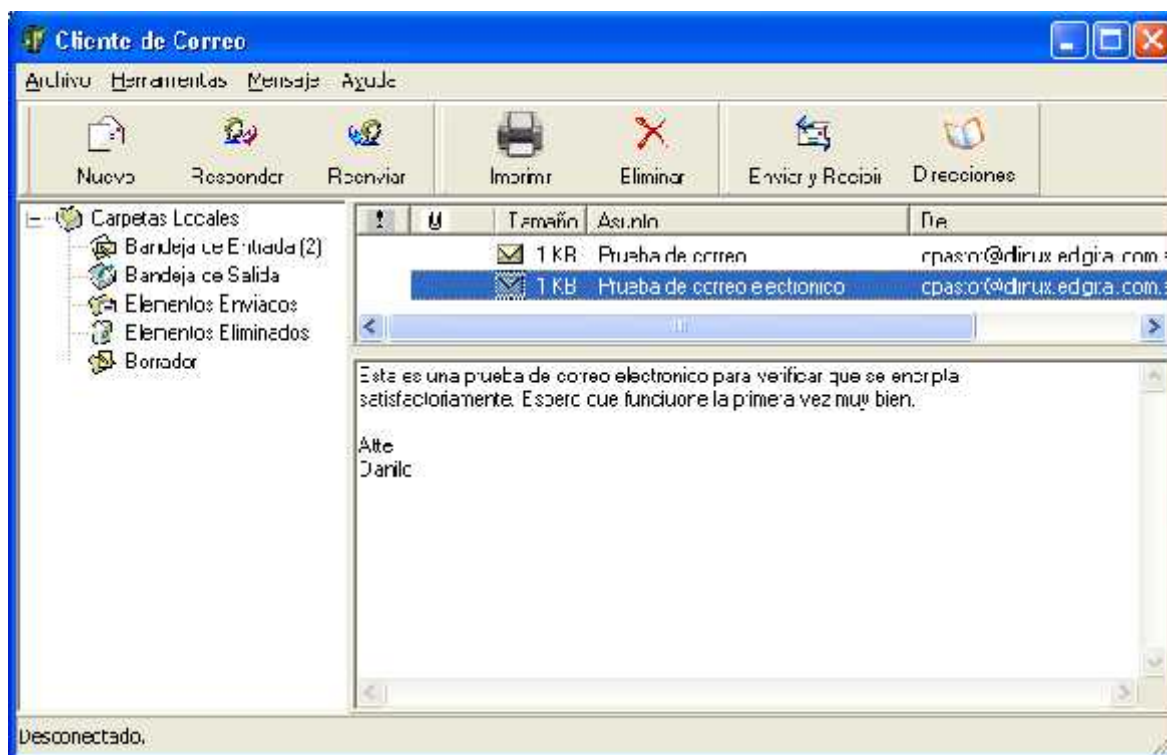 Cliente de Correo
Archivo Herramientas Mensaje Ayuda
Nuevo Responder Reenviar Imprimir Eliminar Enviar y Recibir Direcciones
Carpetas Locales
Bandeja de Entrada (2)
Bandeja de Salida
Elementos Enviados
Elementos Eliminados
Borrador
! Tamaño Asunto De
1 KB Prueba de correo
1 KB Prueba de correo electronico
Esta es una prueba de correo electronico para verificar que se
satisfactoriamente. Espero que funcione la primera vez muy bien.
Atte
Danilo
Desconectado.